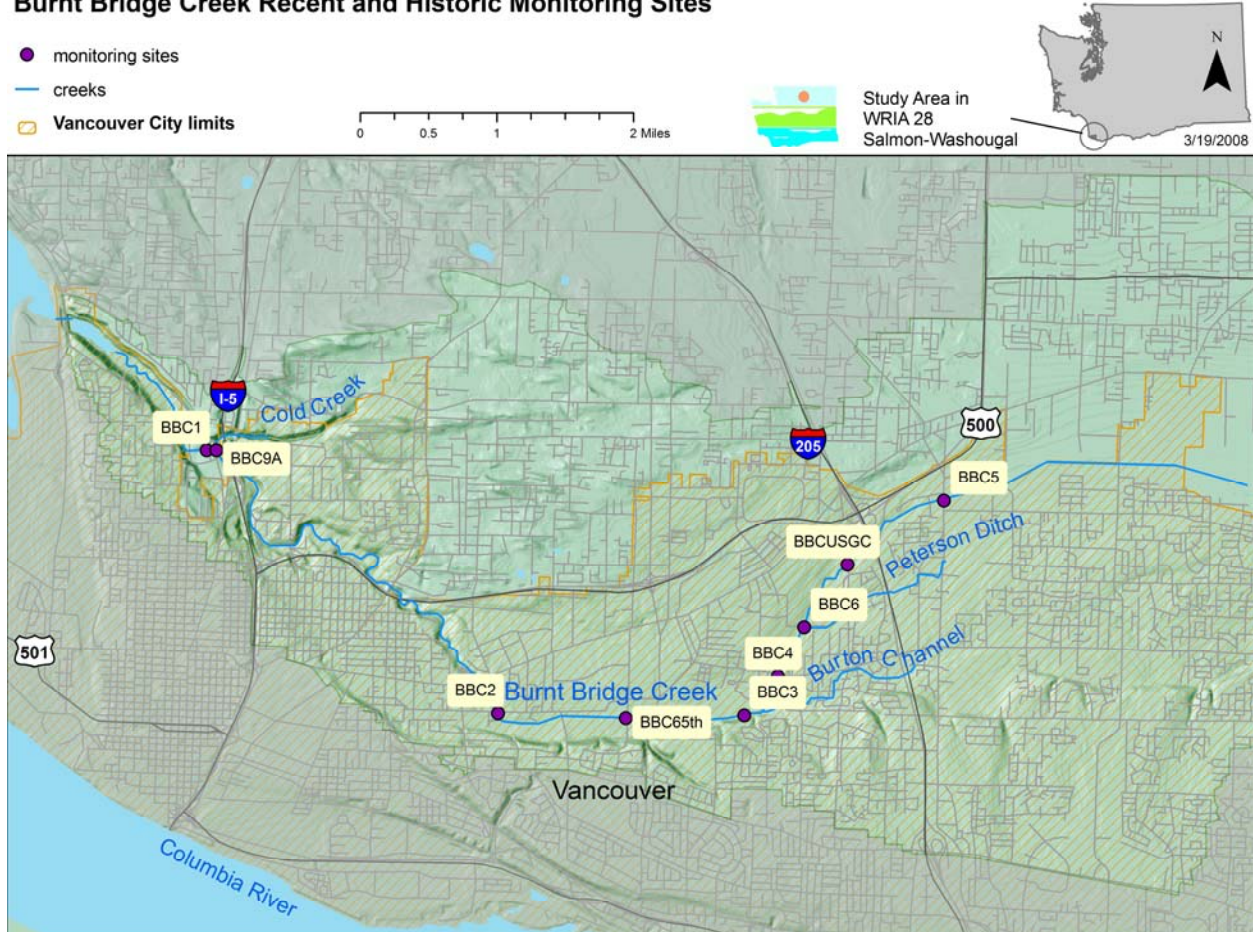 Burnt Bridge Creek Recent and Historic Monitoring Sites
monitoring sites
creeks
Vancouver City limits
0 0.5 1 2 Miles
Study Area in
WRIA 28
Salmon-Washougal
N
3/19/2008
I-5
Cold Creek
BBC1
BBC9A
205
500
BBC5
BBCUSGC
Peterson Ditch
BBC6
BBC4
Burton Channel
501
BBC2
Burnt Bridge Creek
BBC3
BBC65th
Vancouver
Columbia River